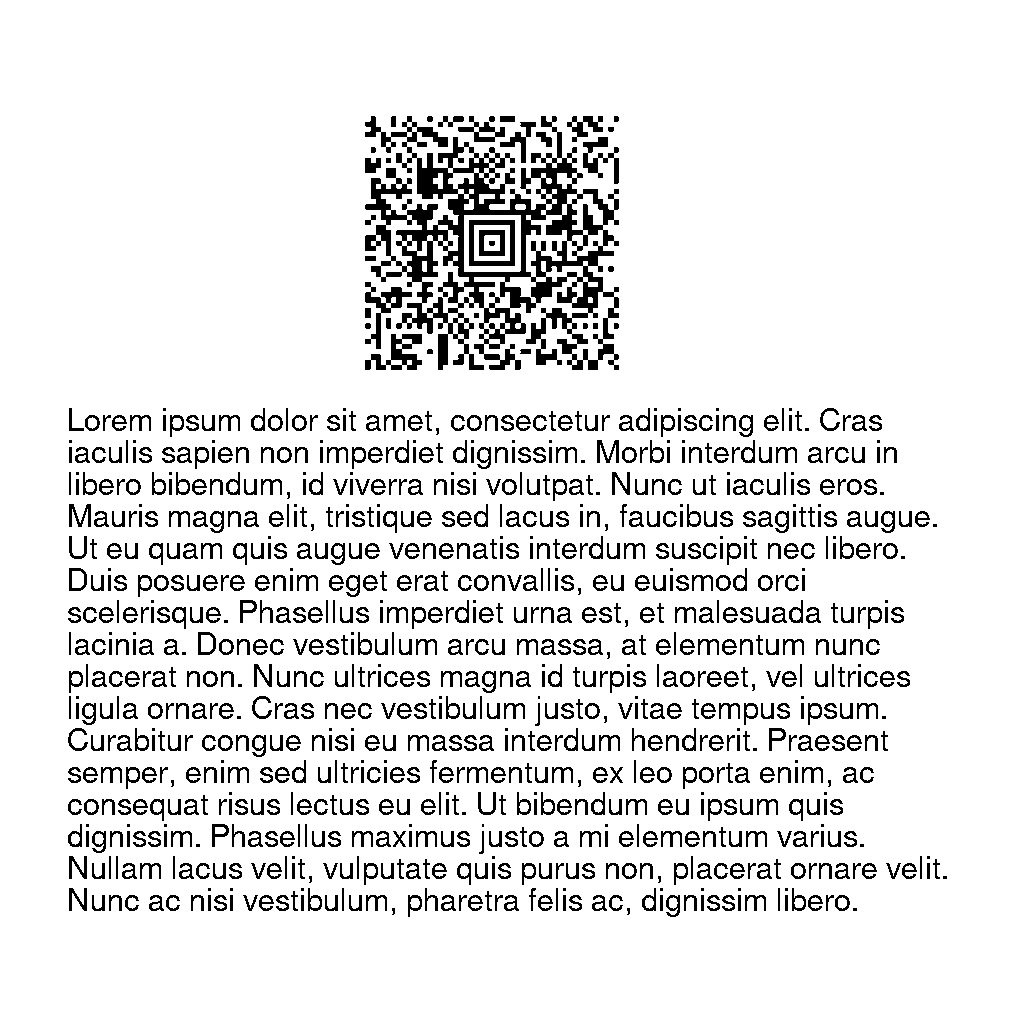 Lorem ipsum dolor sit amet, consectetur adipiscing elit. Cras
iaculis sapien non imperdiet dignissim. Morbi interdum arcu in
libero bibendum, id viverra nisi volutpat. Nunc ut iaculis eros.
Mauris magna elit, tristique sed lacus in, faucibus sagittis augue.
Ut eu quam quis augue venenatis interdum suscipit nec libero.
Duis posuere enim eget erat convallis, eu euismod orci
scelerisque. Phasellus imperdiet urna est, et malesuada turpis
lacinia a. Donec vestibulum arcu massa, at elementum nunc
placerat non. Nunc ultrices magna id turpis laoreet, vel ultrices
ligula ornare. Cras nec vestibulum justo, vitae tempus ipsum.
Curabitur congue nisi eu massa interdum hendrerit. Praesent
semper, enim sed ultricies fermentum, ex leo porta enim, ac
consequat risus lectus eu elit. Ut bibendum eu ipsum quis
dignissim. Phasellus maximus justo a mi elementum varius.
Nullam lacus velit, vulputate quis purus non, placerat ornare velit.
Nunc ac nisi vestibulum, pharetra felis ac, dignissim libero.